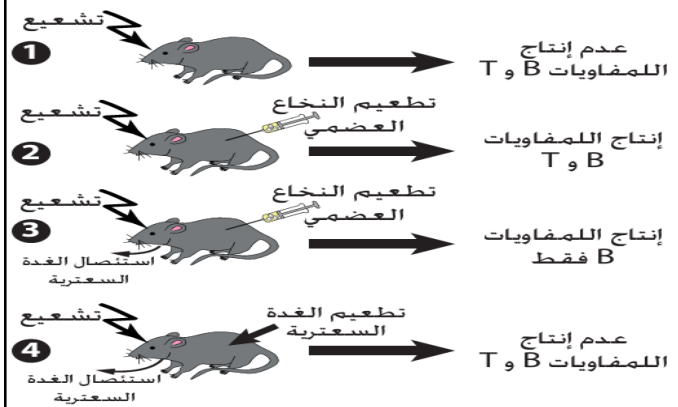 تشعيع
1
عدم إنتاج
اللمفاويات B و T
تشعيع
تطعيم النخاع
العضمي
2
إنتاج اللمفاويات
B و T
تشعيع
تطعيم النخاع
العضمي
3
استئصال الغدة
السعترية
إنتاج اللمفاويات
B فقط
تشعيع
تطعيم الغدة
السعترية
4
استئصال الغدة
السعترية
عدم إنتاج
اللمفاويات B و T